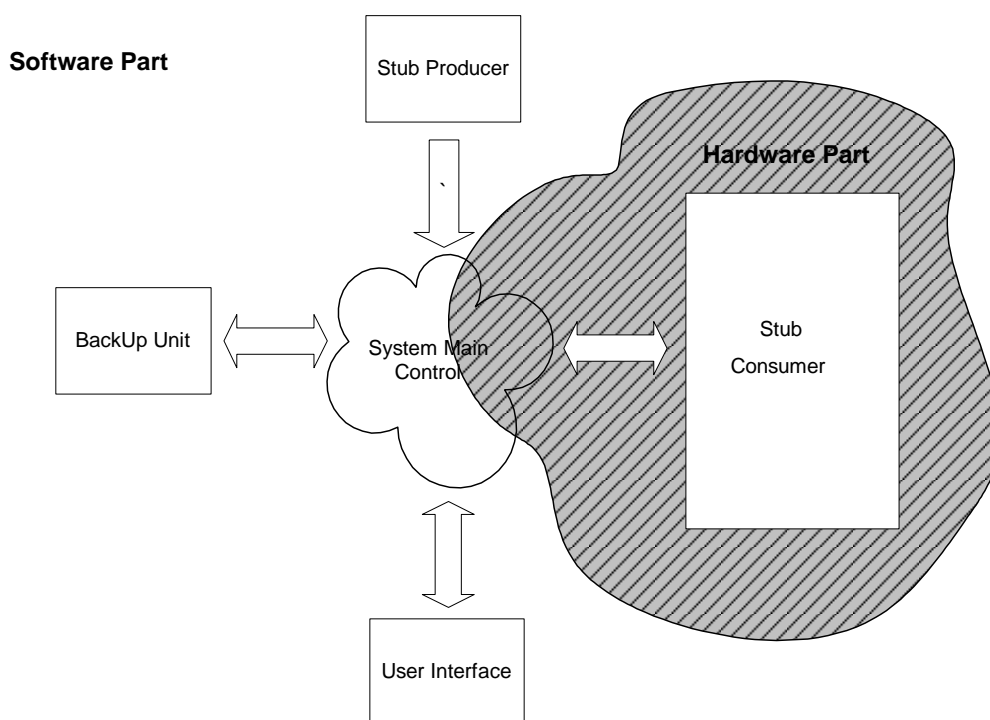 Software Part
Stub Producer
`
Hardware Part
BackUp Unit
System Main
Control
Stub
Consumer
User Interface